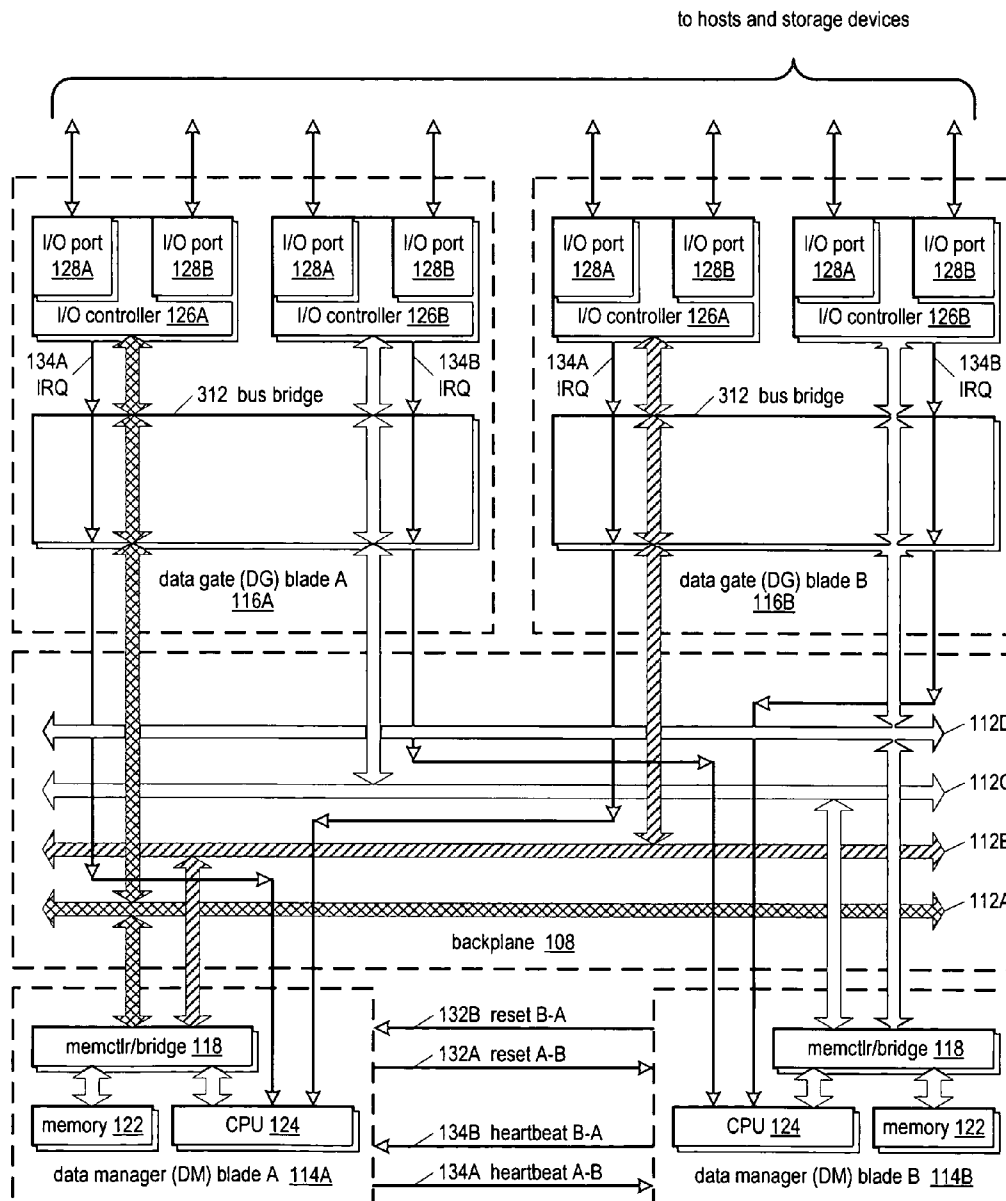 to hosts and storage devices
I/O port
128A
I/O port
128B
I/O port
128A
I/O port
128B
I/O port
128A
I/O port
128B
I/O port
128A
I/O port
128B
I/O controller 126A
I/O controller 126B
I/O controller 126A
I/O controller 126B
134A
IRQ
134B
IRQ
134A
IRQ
134B
IRQ
312 bus bridge
312 bus bridge
data gate (DG) blade A
116A
data gate (DG) blade B
116B
112D
112C
112B
112A
backplane 108
132B reset B-A
132A reset A-B
134B heartbeat B-A
134A heartbeat A-B
memctlr/bridge 118
memory 122
CPU 124
data manager (DM) blade A 114A
memctlr/bridge 118
CPU 124
memory 122
data manager (DM) blade B 114B